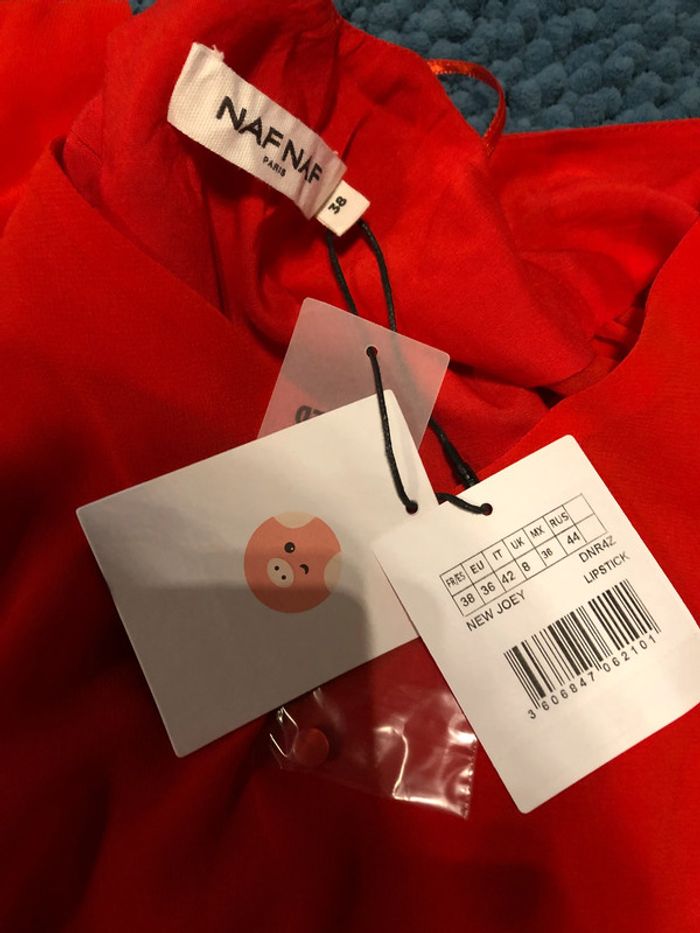 NAF NAF
PARIS
38
FR/ES EU IT UK MX RUS
38 36 42 8 36 44
DNR4Z
NEW JOEY LIPSTICK
3 606847 062101